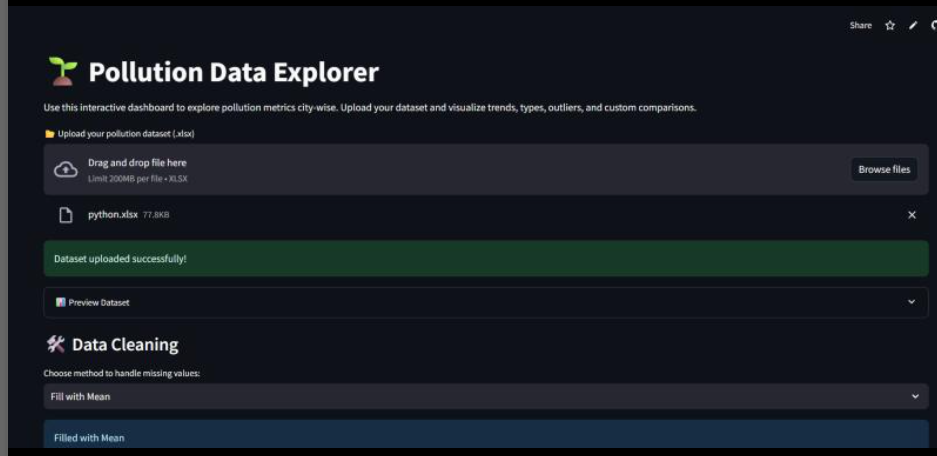 Share
Pollution Data Explorer
Use this interactive dashboard to explore pollution metrics city-wise. Upload your dataset and visualize trends, types, outliers, and custom comparisons.
Upload your pollution dataset (.xlsx)
Drag and drop file here
Limit 200MB per file • XLSX
Browse files
python.xlsx 77.8KB
Dataset uploaded successfully!
Preview Dataset
Data Cleaning
Choose method to handle missing values:
Fill with Mean
Filled with Mean